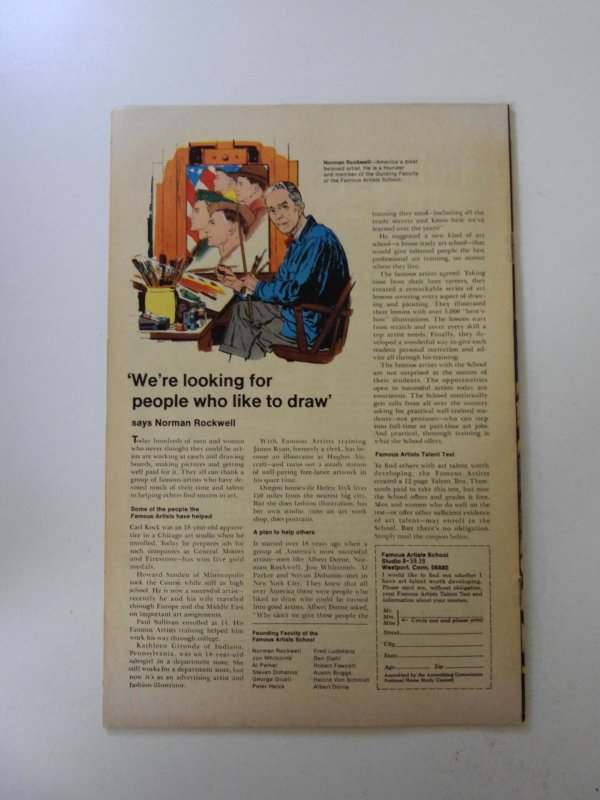 Norman Rockwell—America's most
beloved artist. He is a founder
and member of the Guiding Faculty
of the Famous Artists School.
'We're looking for
people who like to draw'
says Norman Rockwell
Today hundreds of men and women
who never thought they could be art-
ists are working at easels and drawing
boards, making pictures and getting
well paid for it. They all can thank a
group of famous artists who have de-
voted much of their time and talent
to helping others find success in art.
Some of the people the
Famous Artists have helped
Carl Kock was an 18-year-old appren-
tice in a Chicago art studio when he
enrolled. Today he prepares ads for
such companies as General Motors
and Firestone—has won five gold
medals.
Howard Sanden of Minneapolis
took the Course while still in high
school. He is now a successful artist—
recently he and his wife traveled
through Europe and the Middle East
on important art assignments.
Paul Sullivan enrolled at 14. His
Famous Artists training helped him
work his way through college.
Kathleen Gironda of Indiana,
Pennsylvania, was an 18-year-old
salesgirl in a department store. She
still works for a department store, but
now it's as an advertising artist and
fashion illustrator.
With Famous Artists training
James Ryan, formerly a clerk, has be-
come an illustrator at Hughes Air-
craft—and turns out a steady stream
of well-paying free-lance artwork in
his spare time.
Oregon housewife Helen Tryk lives
150 miles from the nearest big city.
But she does fashion illustration, has
her own studio, runs an art work
shop, does portraits.
A plan to help others
It started over 18 years ago when a
group of America's most successful
artists—men like Albert Dorne, Nor-
man Rockwell, Jon Whitcomb, Al
Parker and Stevan Dohanos—met in
New York City. They knew that all
over America there were people who
liked to draw who could be turned
into good artists. Albert Dorne asked,
"Why can't we give these people the
Founding Faculty of the
Famous Artists School
Norman Rockwell
Jon Whitcomb
Al Parker
Stevan Dohanos
George Giusti
Peter Helck
Fred Ludekens
Ben Stahl
Robert Fawcett
Austin Briggs
Harold Von Schmidt
Albert Dorne
training they need—including all the
trade secrets and know-how we've
learned over the years?"
He suggested a new kind of art
school—a home study art school—that
would give talented people the best
professional art training, no matter
where they live.
The famous artists agreed. Taking
time from their busy careers, they
created a remarkable series of art
lessons covering every aspect of draw-
ing and painting. They illustrated
their lessons with over 5,000 "here's-
how" illustrations. The lessons start
from scratch and cover every skill a
top artist needs. Finally, they de-
veloped a wonderful way to give each
student personal correction and ad-
vice all through his training.
The famous artists with the School
are not surprised at the success of
their students. The opportunities
open to successful artists today are
enormous. The School continually
gets calls from all over the country
asking for practical well-trained stu-
dents—not geniuses—who can step
into full-time or part-time art jobs.
And practical, thorough training is
what the School offers.
Famous Artists Talent Test
To find others with art talent worth
developing, the Famous Artists
created a 12-page Talent Test. Thou-
sands paid to take this test, but now
the School offers and grades it free.
Men and women who do well on the
test—or offer other sufficient evidence
of art talent—may enroll in the
School. But there's no obligation.
Simply mail the coupon below.
Famous Artists School
Studio A-5929
Westport, Conn. 06880
I would like to find out whether I
have art talent worth developing.
Please send me, without obligation,
your Famous Artists Talent Test and
information about your courses.
Mr.
Mrs.
Miss
Circle one and please print
Street
City
State
Age Zip
Accredited by the Accrediting Commission
National Home Study Council